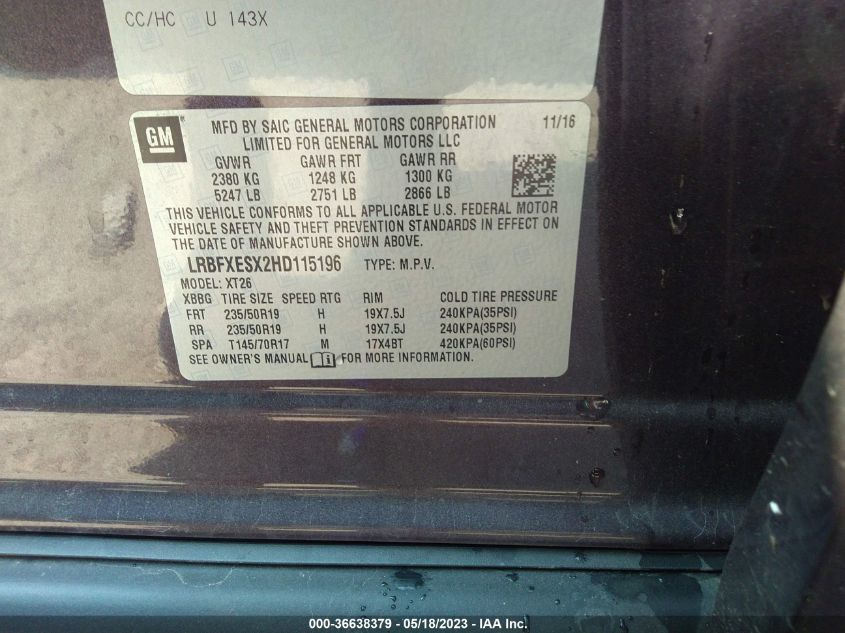 CC/HC U 143X
GM
MFD BY SAIC GENERAL MOTORS CORPORATION 11/16
LIMITED FOR GENERAL MOTORS LLC
GVWR GAWR FRT GAWR RR
2380 KG 1248 KG 1300 KG
5247 LB 2751 LB 2866 LB
THIS VEHICLE CONFORMS TO ALL APPLICABLE U.S. FEDERAL MOTOR
VEHICLE SAFETY AND THEFT PREVENTION STANDARDS IN EFFECT ON
THE DATE OF MANUFACTURE SHOWN ABOVE.
LRBFXESX2HD115196 TYPE: M.P.V.
MODEL: XT26
XBBG TIRE SIZE SPEED RTG RIM COLD TIRE PRESSURE
FRT 235/50R19 H 19X7.5J 240KPA(35PSI)
RR 235/50R19 H 19X7.5J 240KPA(35PSI)
SPA T145/70R17 M 17X4BT 420KPA(60PSI)
SEE OWNER'S MANUAL FOR MORE INFORMATION.
000-36638379 - 05/18/2023 - IAA Inc.